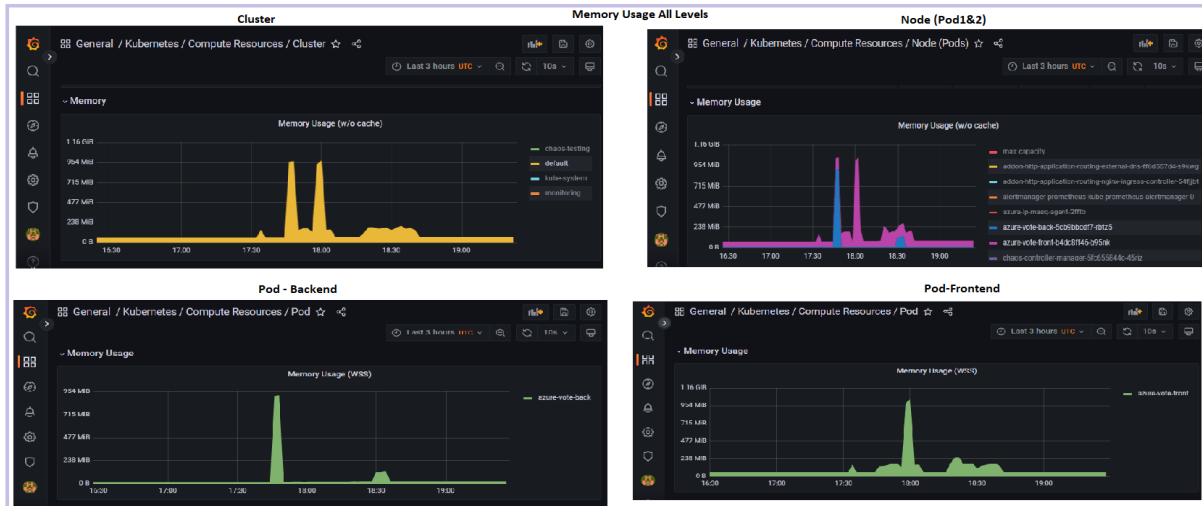 Memory Usage All Levels
Cluster
General / Kubernetes / Compute Resources / Cluster
Last 3 hours UTC
10s
Memory
Memory Usage (w/o cache)
1.16 GiB
954 MiB
715 MiB
477 MiB
238 MiB
0 B
16:30 17:00 17:30 18:00 18:30 19:00
chaos-testing
default
kube-system
monitoring
Node (Pod1&2)
General / Kubernetes / Compute Resources / Node (Pods)
Last 3 hours UTC
10s
Memory Usage
Memory Usage (w/o cache)
1.16 GiB
954 MiB
715 MiB
477 MiB
238 MiB
0 B
16:30 17:00 17:30 18:00 18:30 19:00
max capacity
azure-vote-back-5cb9bbcdf7-rbtz5
azure-vote-front-b4dc8ff46-b95nk
Pod - Backend
General / Kubernetes / Compute Resources / Pod
Last 3 hours UTC
10s
Memory Usage
Memory Usage (WSS)
954 MiB
715 MiB
477 MiB
238 MiB
0 B
16:30 17:00 17:30 18:00 18:30 19:00
azure-vote-back
Pod-Frontend
General / Kubernetes / Compute Resources / Pod
Last 3 hours UTC
10s
Memory Usage
Memory Usage (WSS)
1.16 GiB
954 MiB
715 MiB
477 MiB
238 MiB
0 B
16:30 17:00 17:30 18:00 18:30 19:00
azure-vote-front